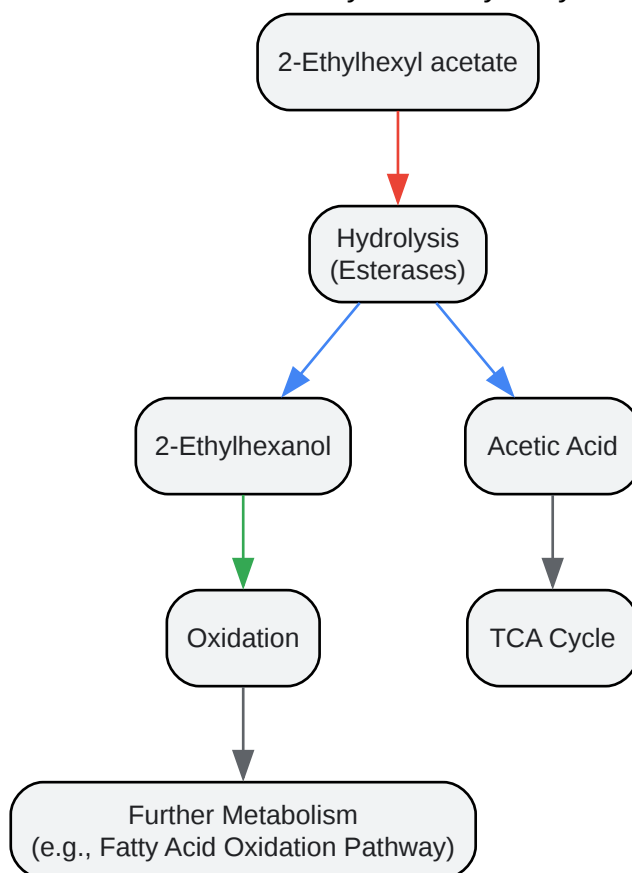 2-Ethylhexyl acetate
Hydrolysis
(Esterases)
2-Ethylhexanol
Acetic Acid
Oxidation
TCA Cycle
Further Metabolism
(e.g., Fatty Acid Oxidation Pathway)